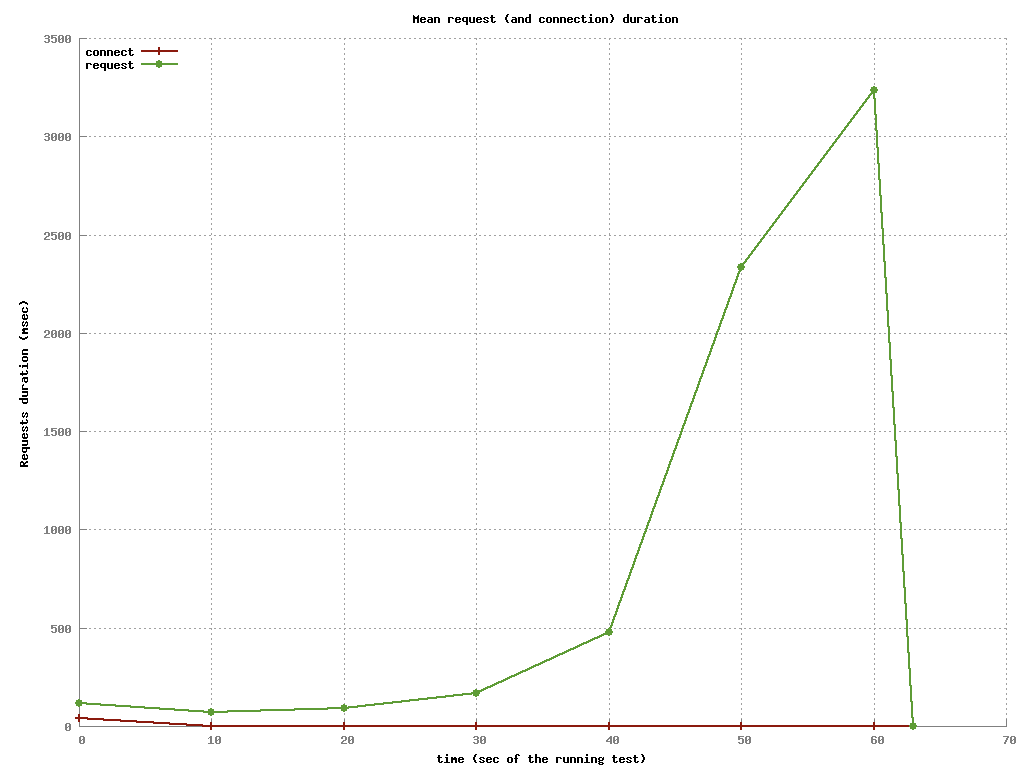 Mean request (and connection) duration
3500
connect
request
3000
2500
2000
1500
1000
500
0
Requests duration (msec)
0 10 20 30 40 50 60 70
time (sec of the running test)